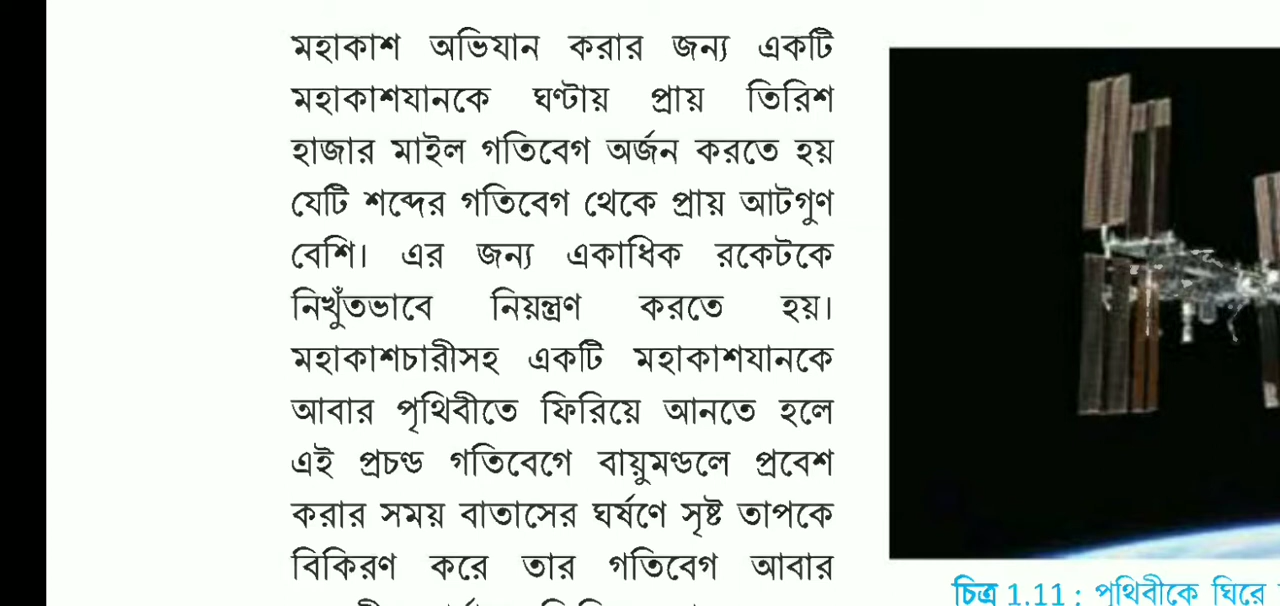 মহাকাশ অভিযান করার জন্য একটি
মহাকাশযানকে ঘণ্টায় প্রায় তিরিশ
হাজার মাইল গতিবেগ অর্জন করতে হয়
যেটি শব্দের গতিবেগ থেকে প্রায় আটগুণ
বেশি। এর জন্য একাধিক রকেটকে
নিখুঁতভাবে নিয়ন্ত্রণ করতে হয়।
মহাকাশচারীসহ একটি মহাকাশযানকে
আবার পৃথিবীতে ফিরিয়ে আনতে হলে
এই প্রচণ্ড গতিবেগে বায়ুমণ্ডলে প্রবেশ
করার সময় বাতাসের ঘর্ষণে সৃষ্ট তাপকে
বিকিরণ করে তার গতিবেগ আবার
চিত্র 1.11 : পৃথিবীকে ঘিরে